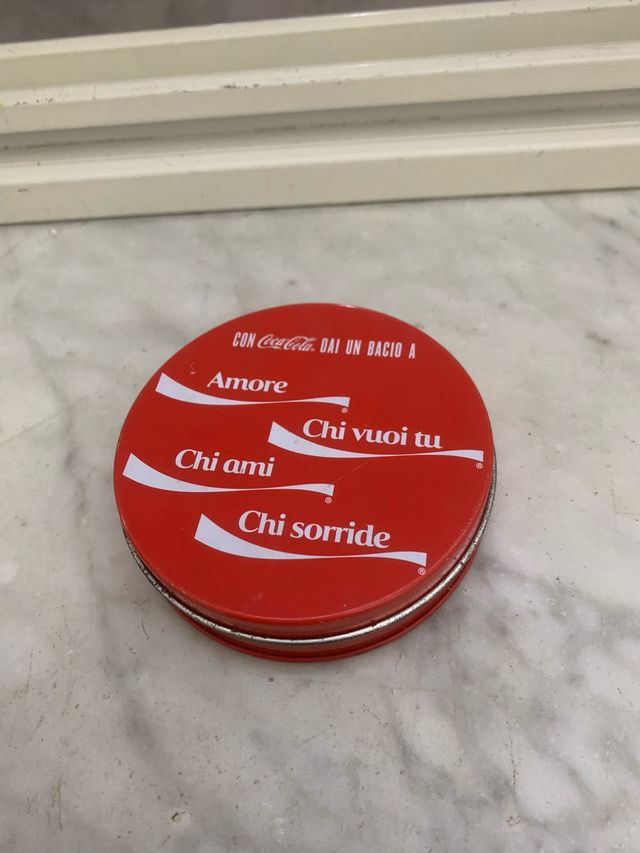 CON Coca-Cola DAI UN BACIO A
Amore
Chi vuoi tu
Chi ami
Chi sorride